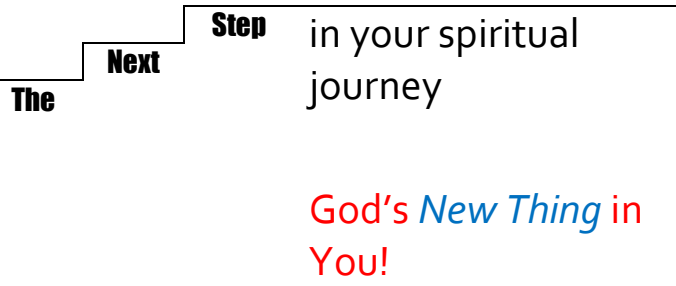 The
Next
Step
in your spiritual
journey
God's New Thing in
You!